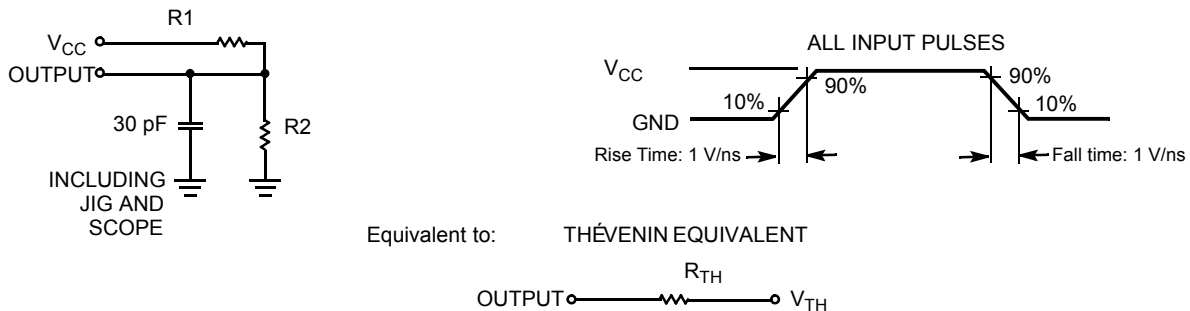 R1
V_CC
OUTPUT
30 pF
R2
INCLUDING
JIG AND
SCOPE
ALL INPUT PULSES
V_CC
GND
10%
90%
90%
10%
Rise Time: 1 V/ns
Fall time: 1 V/ns
Equivalent to: THÉVENIN EQUIVALENT
R_TH
OUTPUT V_TH